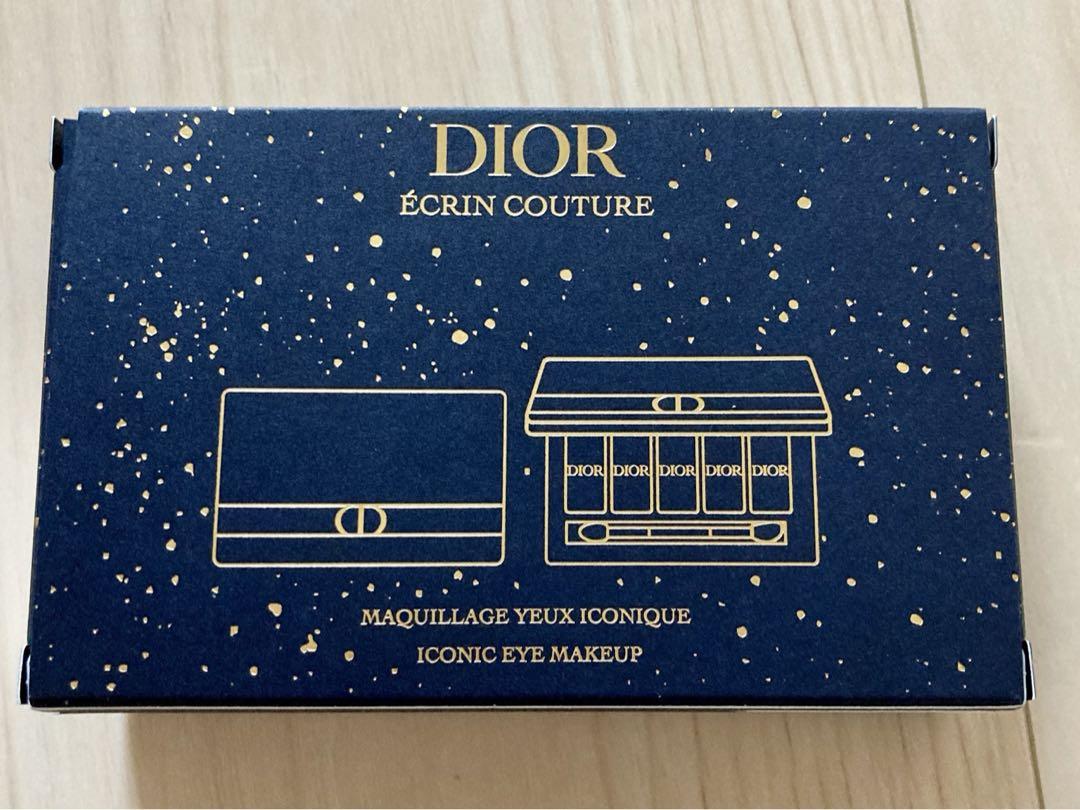 DIOR
ÉCRIN COUTURE
DIOR DIOR DIOR DIOR DIOR
MAQUILLAGE YEUX ICONIQUE
ICONIC EYE MAKEUP